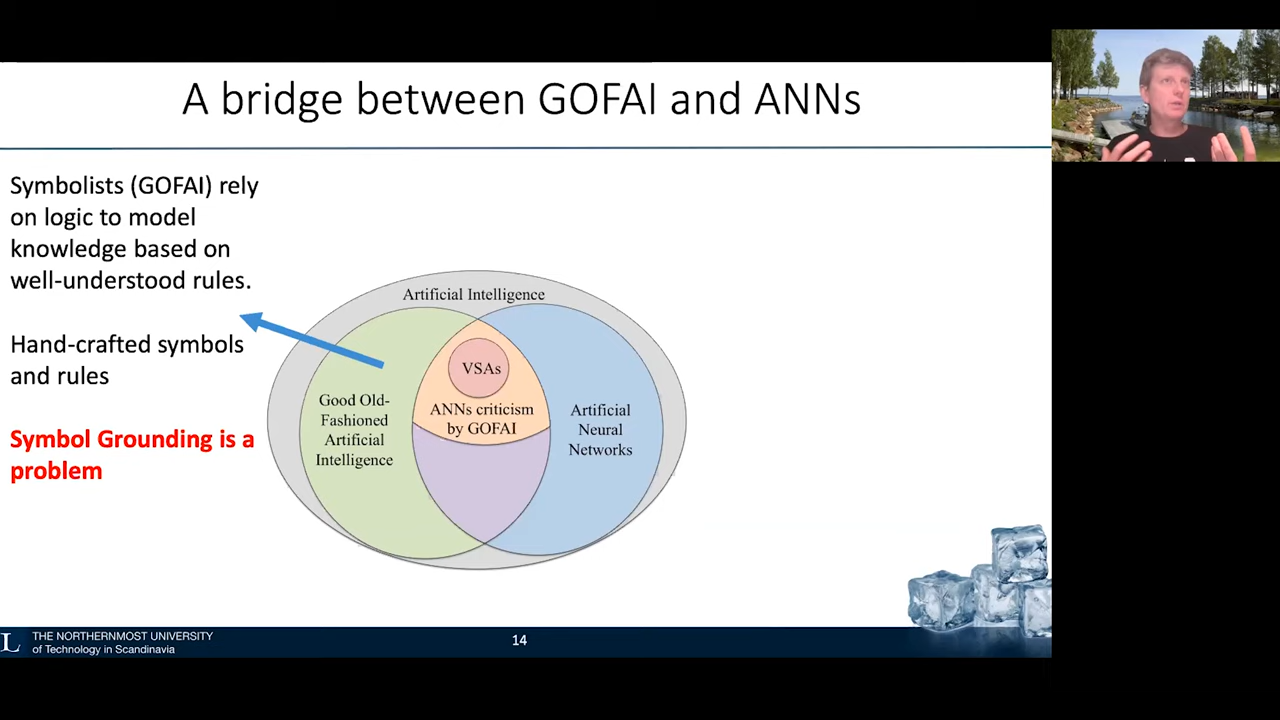 A bridge between GOFAI and ANNs
Symbolists (GOFAI) rely
on logic to model
knowledge based on
well-understood rules.
Hand-crafted symbols
and rules
Symbol Grounding is a
problem
Artificial Intelligence
VSAs
ANNs criticism
by GOFAI
Good Old-
Fashioned
Artificial
Intelligence
Artificial
Neural
Networks
L
THE NORTHERNMOST UNIVERSITY
of Technology in Scandinavia
14